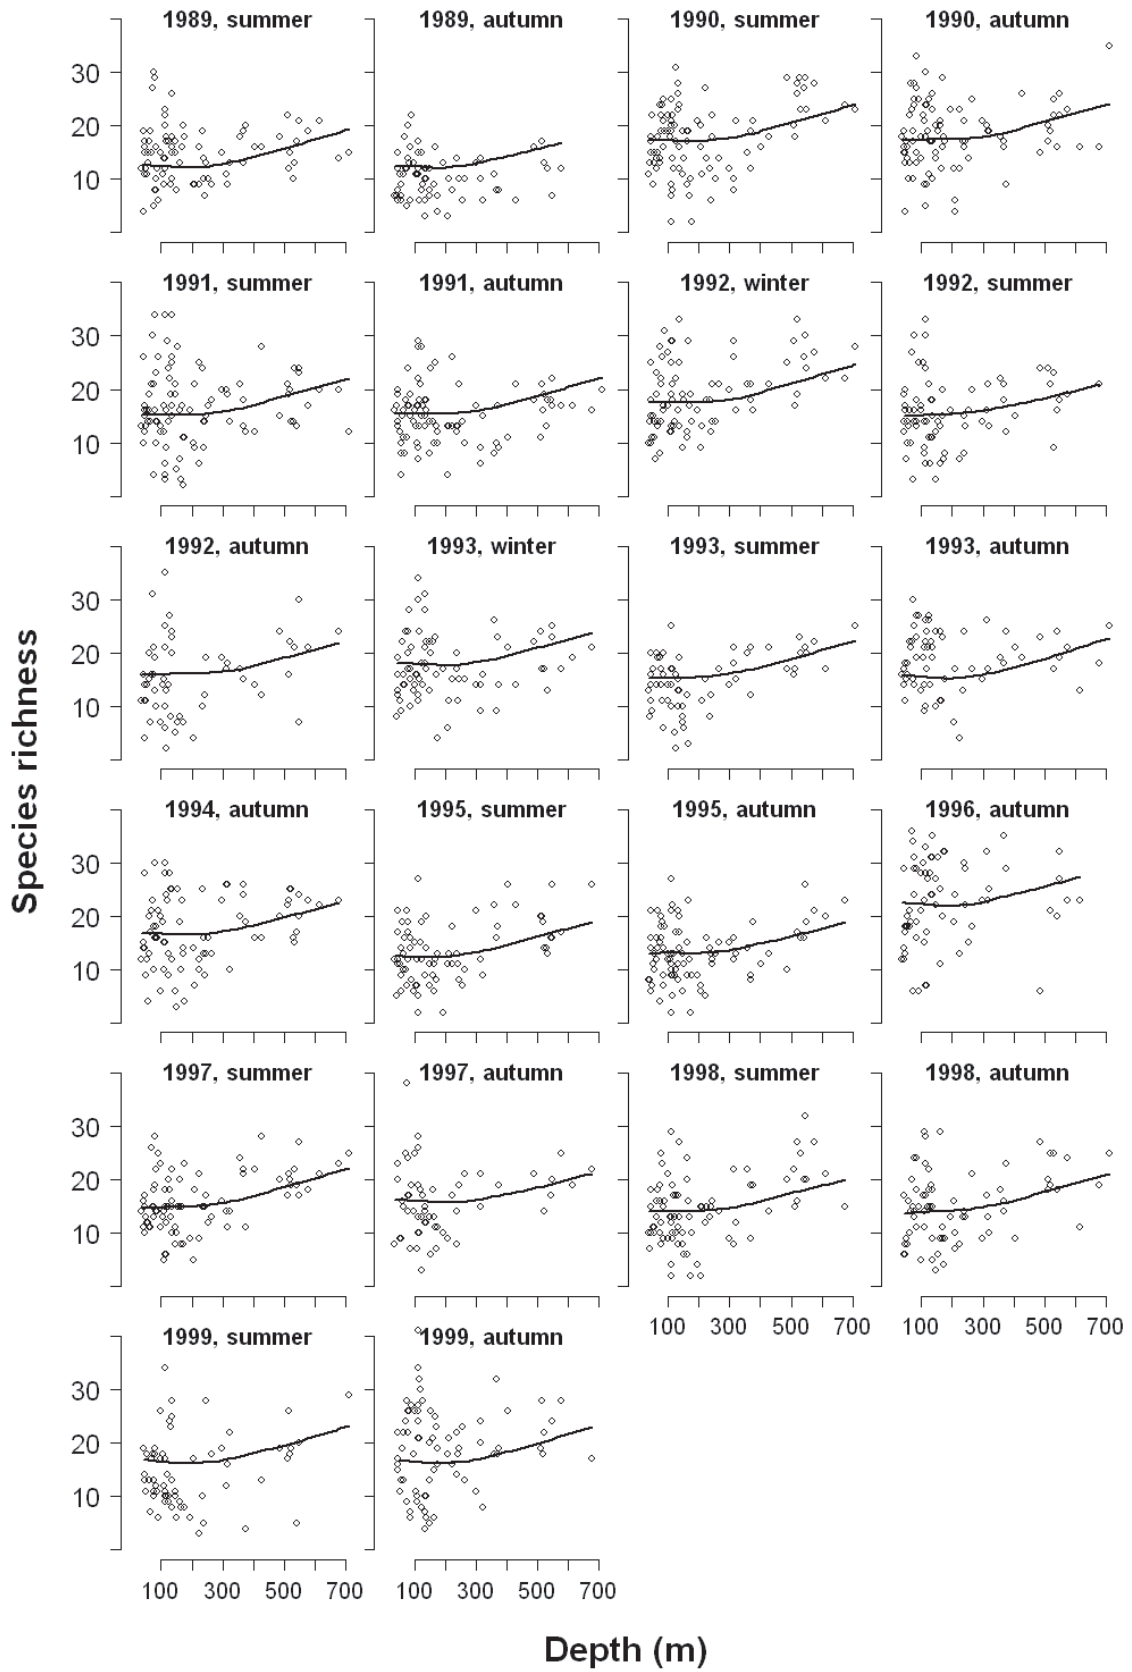 1989, summer 1989, autumn 1990, summer 1990, autumn
30
20
10
1991, summer 1991, autumn 1992, winter 1992, summer
30
20
10
1992, autumn 1993, winter 1993, summer 1993, autumn
30
20
10
Species richness
1994, autumn 1995, summer 1995, autumn 1996, autumn
30
20
10
1997, summer 1997, autumn 1998, summer 1998, autumn
30
20
10
100 300 500 700 100 300 500 700
1999, summer 1999, autumn
30
20
10
100 300 500 700 100 300 500 700
Depth (m)